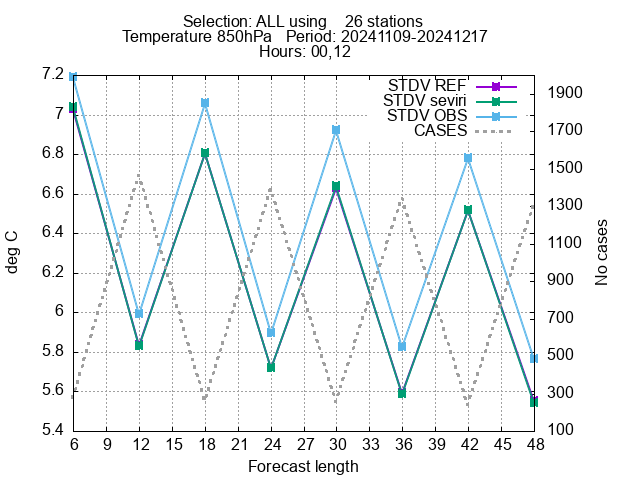 Selection: ALL using    26 stations
Temperature 850hPa   Period: 20241109-20241217
Hours: 00,12
STDV REF
STDV seviri
STDV OBS
CASES
7.2
7
6.8
6.6
6.4
6.2
6
5.8
5.6
5.4
deg C
1900
1700
1500
1300
1100
900
700
500
300
100
No cases
6 9 12 15 18 21 24 27 30 33 36 39 42 45 48
Forecast length